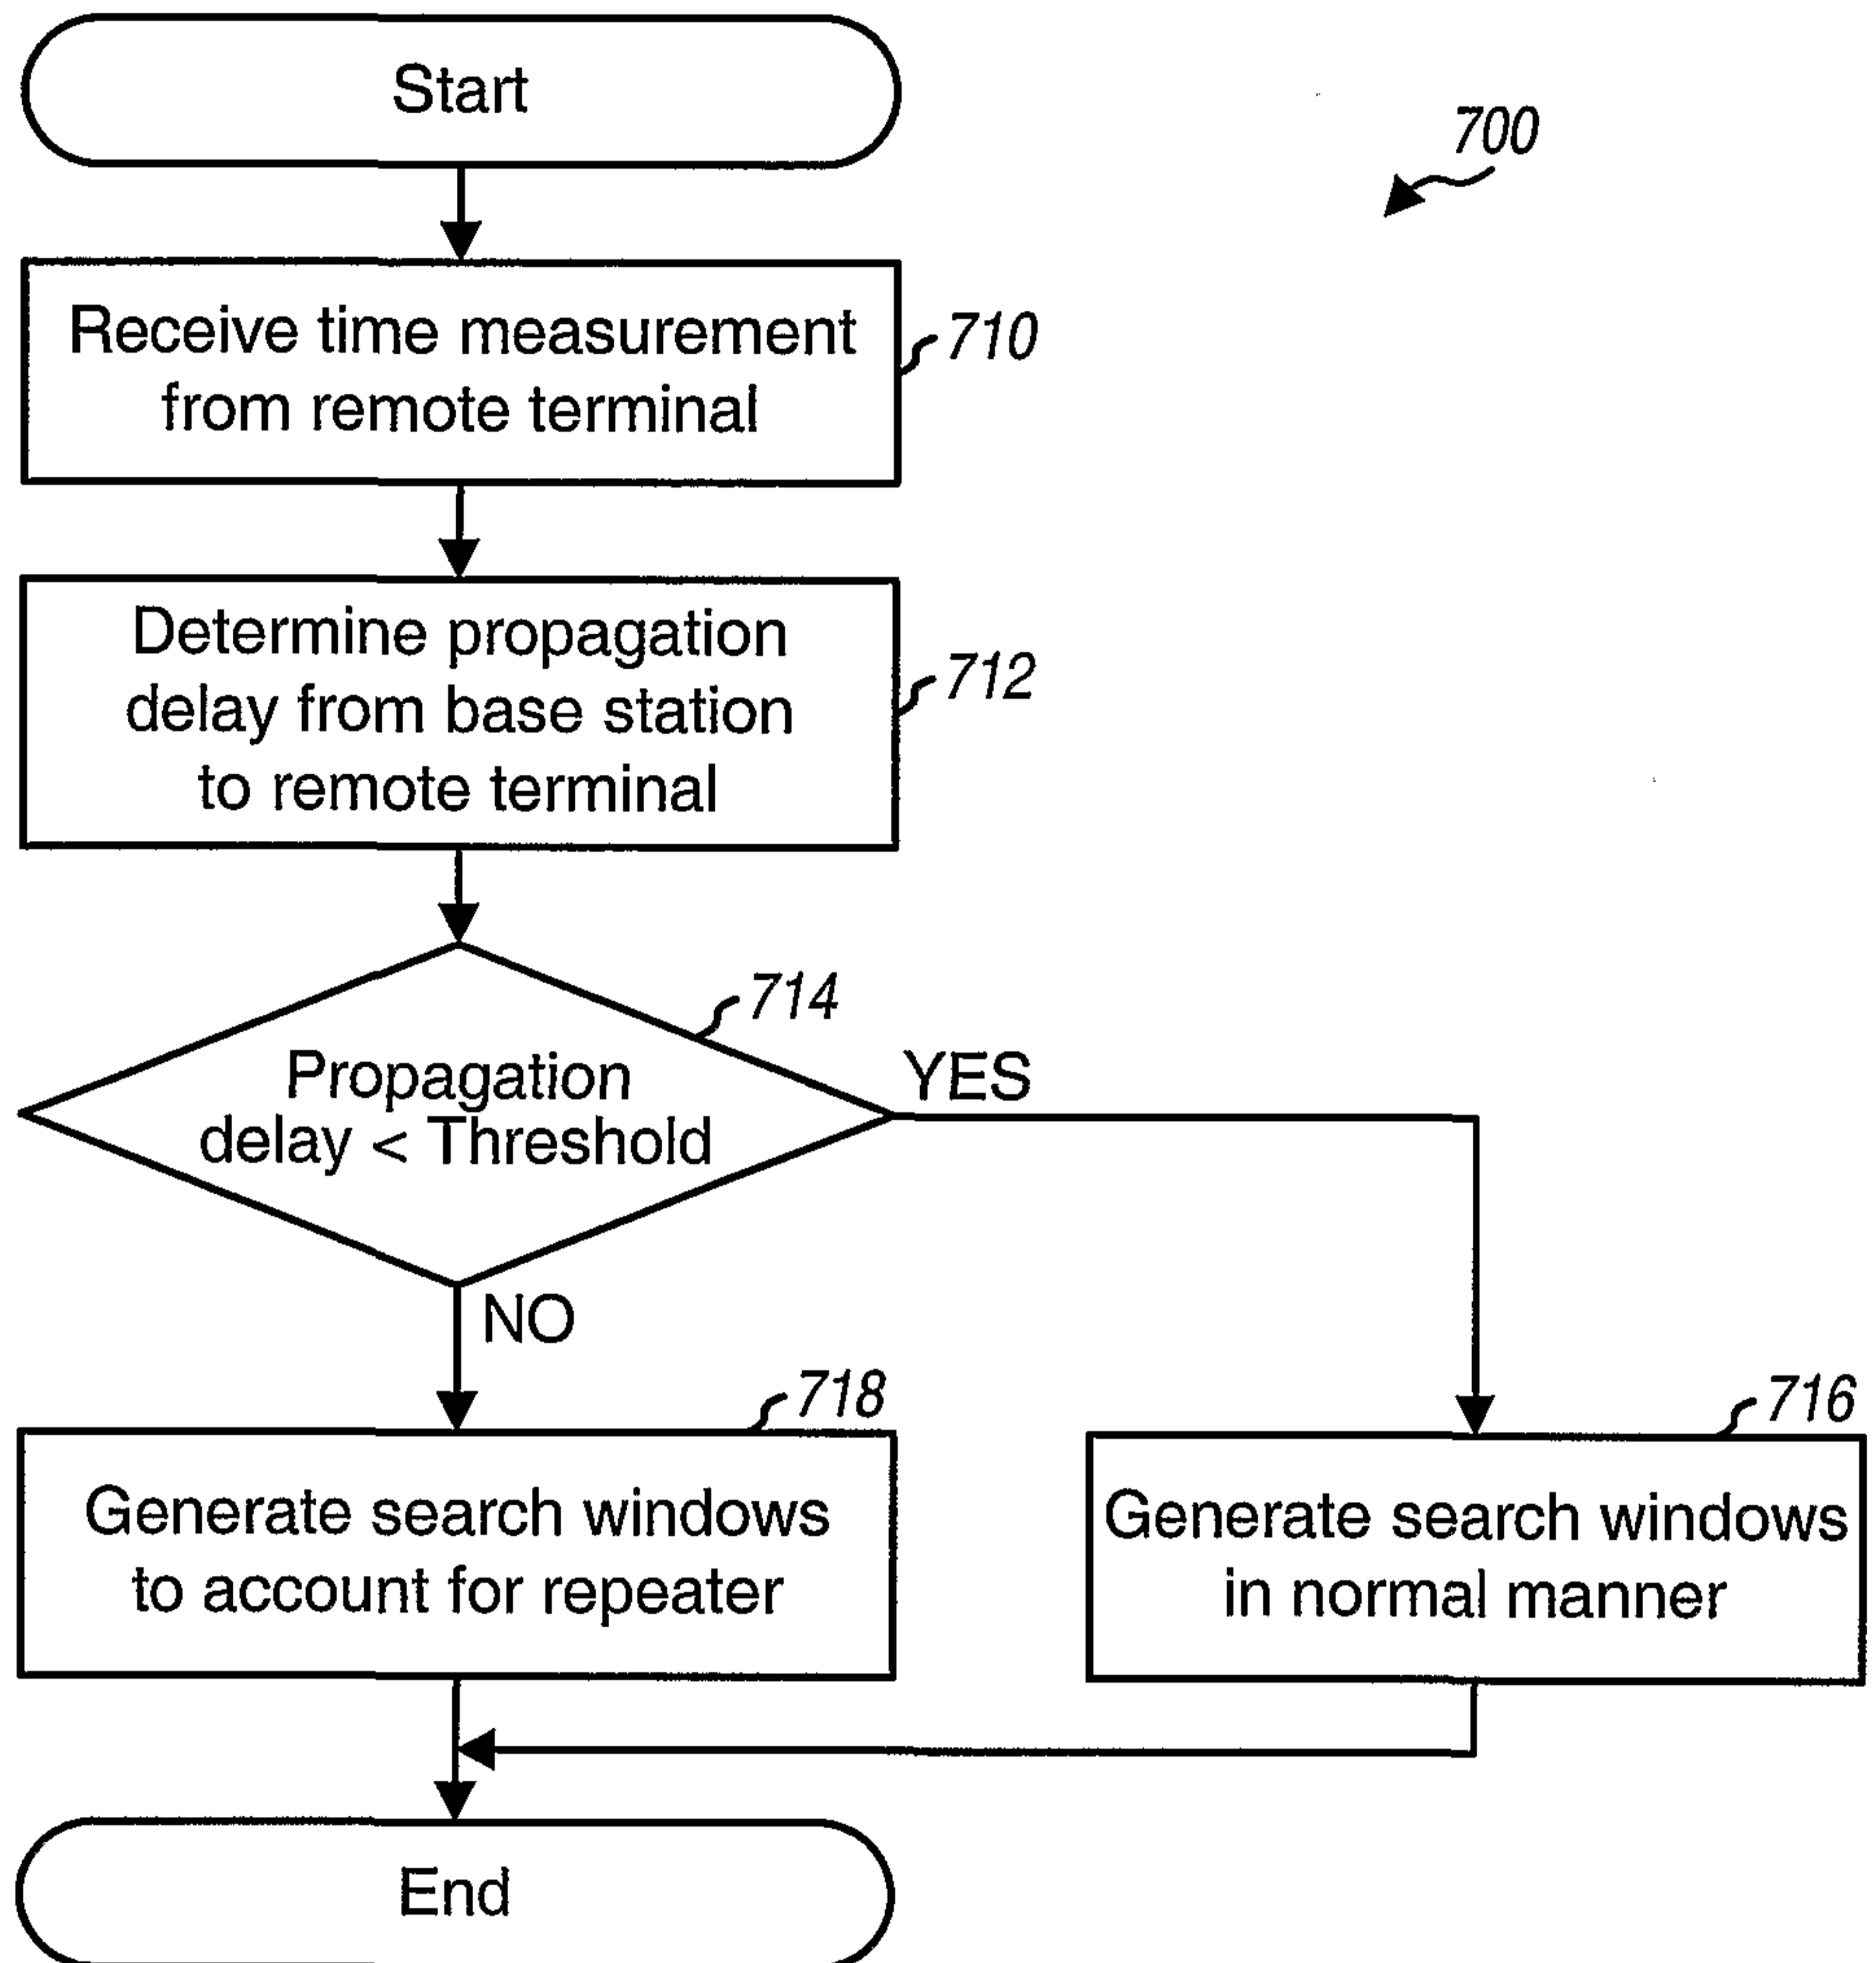 Start
700
Receive time measurement
from remote terminal
710
Determine propagation
delay from base station
to remote terminal
712
714
Propagation
delay < Threshold
YES
NO
718
Generate search windows
to account for repeater
716
Generate search windows
in normal manner
End